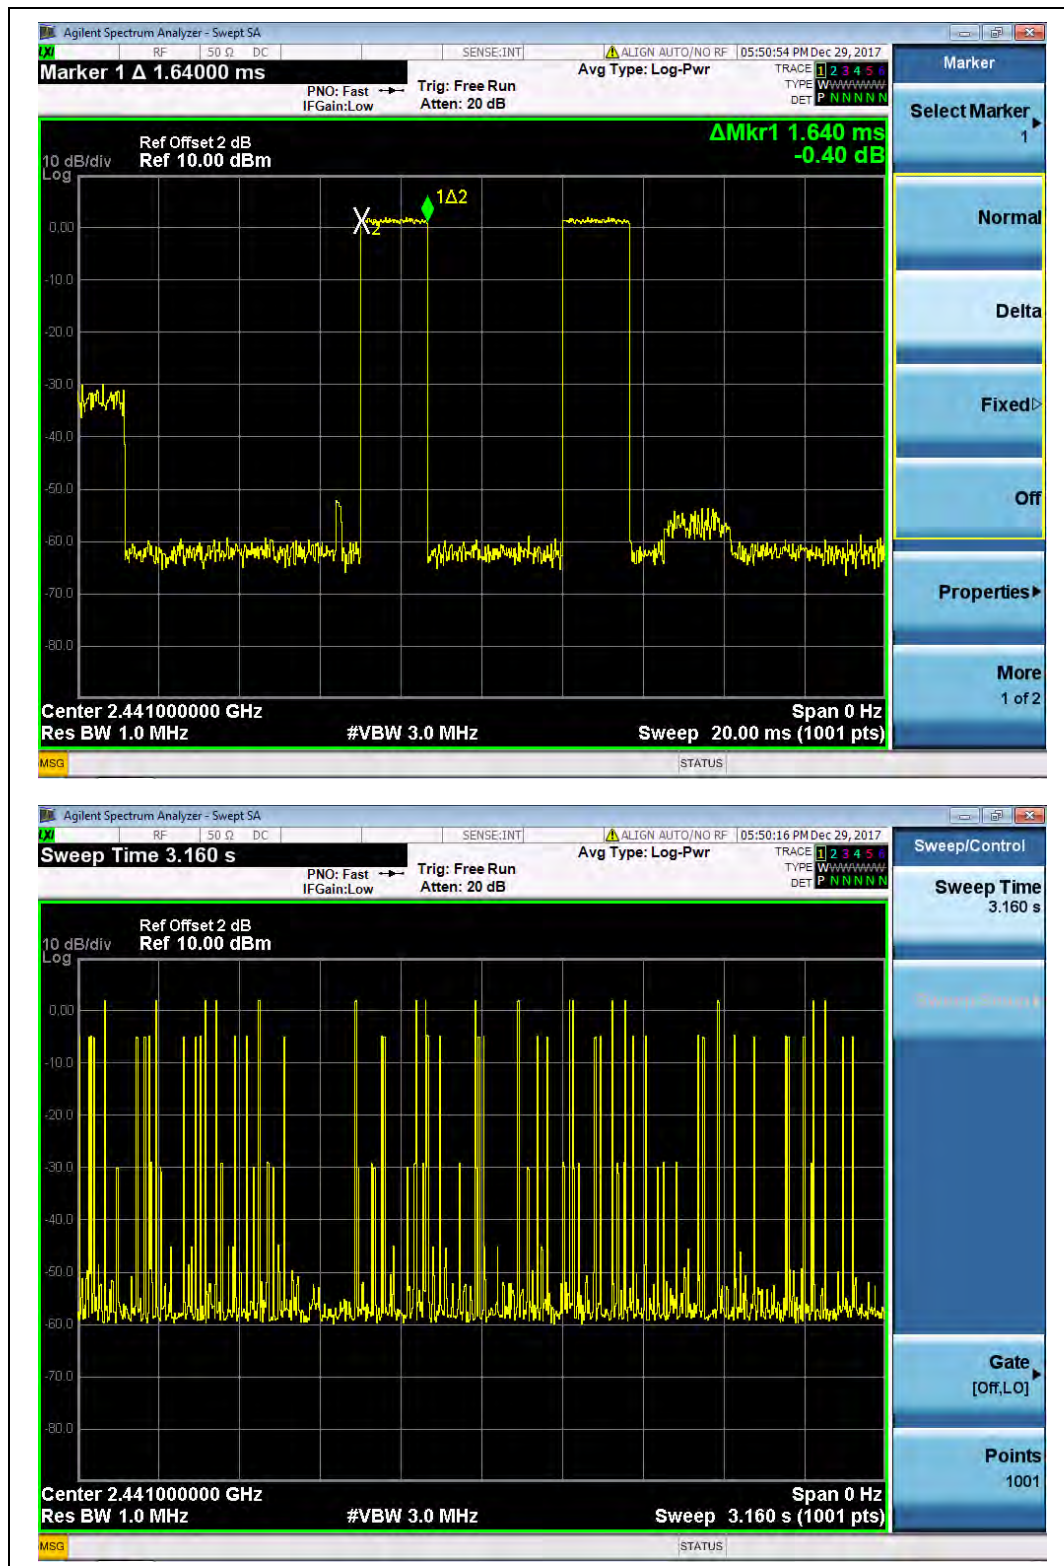 Agilent Spectrum Analyzer - Swept SA
LXI RF 50 Ω DC SENSE:INT ALIGN AUTO/NO RF 05:50:54 PM Dec 29, 2017
Marker 1 Δ 1.64000 ms
PNO: Fast
IFGain:Low
Trig: Free Run
Atten: 20 dB
Avg Type: Log-Pwr
TRACE 1 2 3 4 5 6
TYPE WWWWWW
DET P N N N N N
Ref Offset 2 dB
10 dB/div Ref 10.00 dBm
Log
ΔMkr1 1.640 ms
-0.40 dB
1Δ2
2
0.00
-10.0
-20.0
-30.0
-40.0
-50.0
-60.0
-70.0
-80.0
Center 2.441000000 GHz Span 0 Hz
Res BW 1.0 MHz #VBW 3.0 MHz Sweep 20.00 ms (1001 pts)
MSG STATUS
Marker
Select Marker
1
Normal
Delta
Fixed
Off
Properties
More
1 of 2
Agilent Spectrum Analyzer - Swept SA
LXI RF 50 Ω DC SENSE:INT ALIGN AUTO/NO RF 05:50:16 PM Dec 29, 2017
Sweep Time 3.160 s
PNO: Fast
IFGain:Low
Trig: Free Run
Atten: 20 dB
Avg Type: Log-Pwr
TRACE 1 2 3 4 5 6
TYPE WWWWWW
DET P N N N N N
Ref Offset 2 dB
10 dB/div Ref 10.00 dBm
Log
0.00
-10.0
-20.0
-30.0
-40.0
-50.0
-60.0
-70.0
-80.0
Center 2.441000000 GHz Span 0 Hz
Res BW 1.0 MHz #VBW 3.0 MHz Sweep 3.160 s (1001 pts)
MSG STATUS
Sweep/Control
Sweep Time
3.160 s
Gate
[Off,LO]
Points
1001